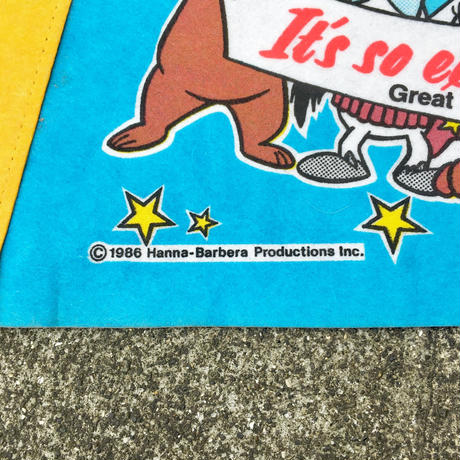 It's so
Great
© 1986 Hanna-Barbera Productions Inc.